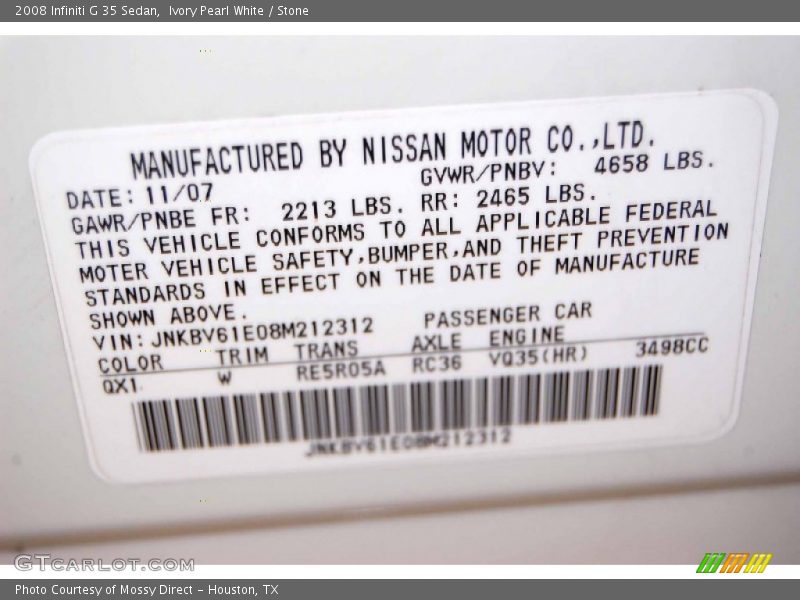 2008 Infiniti G 35 Sedan,  Ivory Pearl White / Stone
MANUFACTURED BY NISSAN MOTOR CO.,LTD.
DATE: 11/07 GVWR/PNBV: 4658 LBS.
GAWR/PNBE FR: 2213 LBS. RR: 2465 LBS.
THIS VEHICLE CONFORMS TO ALL APPLICABLE FEDERAL
MOTER VEHICLE SAFETY,BUMPER,AND THEFT PREVENTION
STANDARDS IN EFFECT ON THE DATE OF MANUFACTURE
SHOWN ABOVE.
VIN: JNKBV61E08M212312 PASSENGER CAR
COLOR TRIM TRANS AXLE ENGINE
QX1 W RE5R05A RC36 VQ35(HR) 3498CC
JNKBV61E08M212312
GTCARLOT.COM
Photo Courtesy of Mossy Direct - Houston, TX